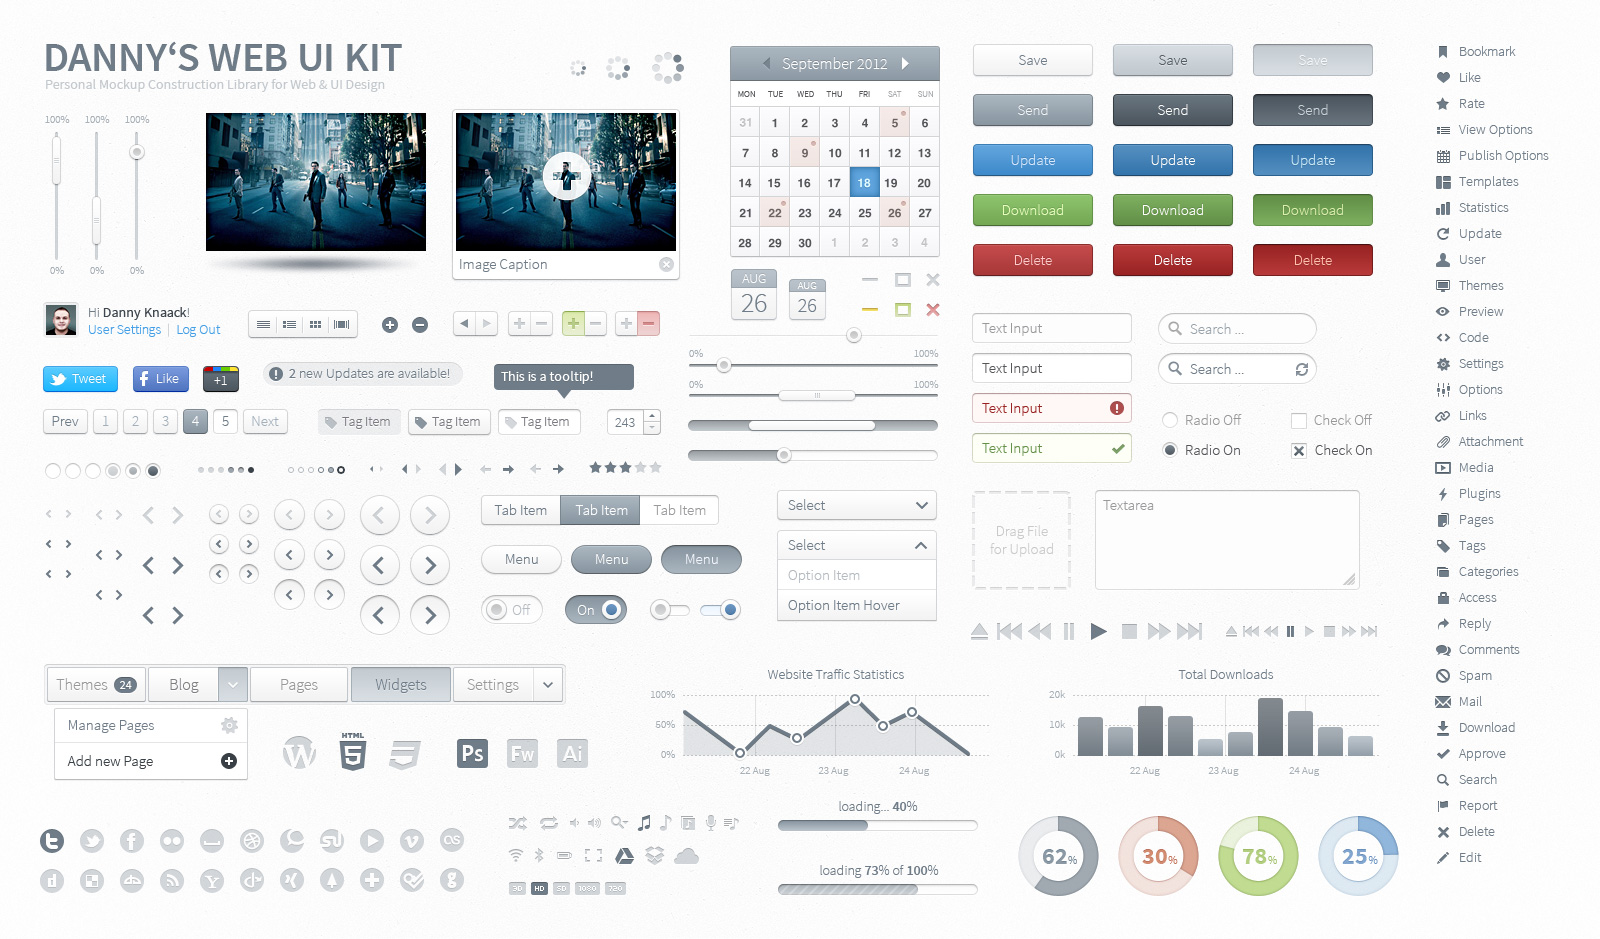 DANNY‘S WEB UI KIT
Personal Mockup Construction Library for Web & UI Design
100% 100% 100%
0% 0% 0%
Image Caption
Hi Danny Knaack!
User Settings | Log Out
Tweet
Like
+1
2 new Updates are available!
This is a tooltip!
Prev 1 2 3 4 5 Next
Tag Item Tag Item Tag Item
243
September 2012
MON TUE WED THU FRI SAT SUN
31 1 2 3 4 5 6
7 8 9 10 11 12 13
14 15 16 17 18 19 20
21 22 23 24 25 26 27
28 29 30 1 2 3 4
AUG 26
AUG 26
0% 100%
0% 100%
Save Save Save
Send Send Send
Update Update Update
Download Download Download
Delete Delete Delete
Text Input
Text Input
Text Input
Text Input
Search ...
Search ...
Radio Off
Radio On
Check Off
Check On
Tab Item Tab Item Tab Item
Menu Menu Menu
Off On
Select
Select
Option Item
Option Item Hover
Drag File
for Upload
Textarea
Themes 24 Blog Pages Widgets Settings
Manage Pages
Add new Page
HTML
5
Ps Fw Ai
Website Traffic Statistics
100%
50%
0%
22 Aug 23 Aug 24 Aug
Total Downloads
20k
10k
0k
22 Aug 23 Aug 24 Aug
loading... 40%
loading 73% of 100%
3D HD SD 1080 720
62% 30% 78% 25%
Bookmark
Like
Rate
View Options
Publish Options
Templates
Statistics
Update
User
Themes
Preview
Code
Settings
Options
Links
Attachment
Media
Plugins
Pages
Tags
Categories
Access
Reply
Comments
Spam
Mail
Download
Approve
Search
Report
Delete
Edit